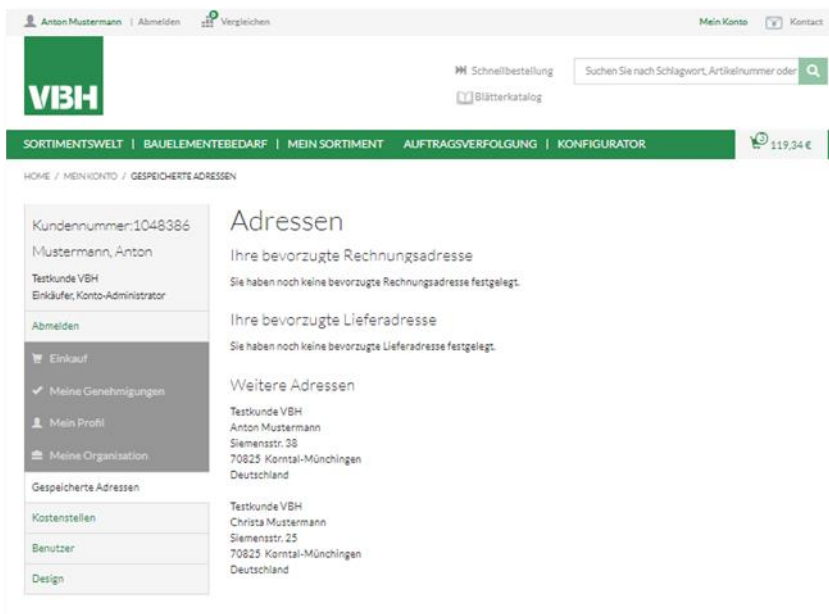 Anton Mustermann | Abmelden 0 Vergleichen Mein Konto Kontact
VBH
Schnellbestellung Suchen Sie nach Schlagwort, Artikelnummer oder
Blätterkatalog
SORTIMENTSWELT | BAUELEMENTEBEDARF | MEIN SORTIMENT AUFTRAGSVERFOLGUNG | KONFIGURATOR 3 119,34 €
HOME / MEIN KONTO / GESPEICHERTE ADRESSEN
Kundennummer:1048386
Mustermann, Anton
Testkunde VBH
Einkäufer, Konto-Administrator
Abmelden
Einkauf
Meine Genehmigungen
Mein Profil
Meine Organisation
Gespeicherte Adressen
Kostenstellen
Benutzer
Design
Adressen
Ihre bevorzugte Rechnungsadresse
Sie haben noch keine bevorzugte Rechnungsadresse festgelegt.
Ihre bevorzugte Lieferadresse
Sie haben noch keine bevorzugte Lieferadresse festgelegt.
Weitere Adressen
Testkunde VBH
Anton Mustermann
Siemensstr. 38
70825 Korntal-Münchingen
Deutschland
Testkunde VBH
Christa Mustermann
Siemensstr. 25
70825 Korntal-Münchingen
Deutschland